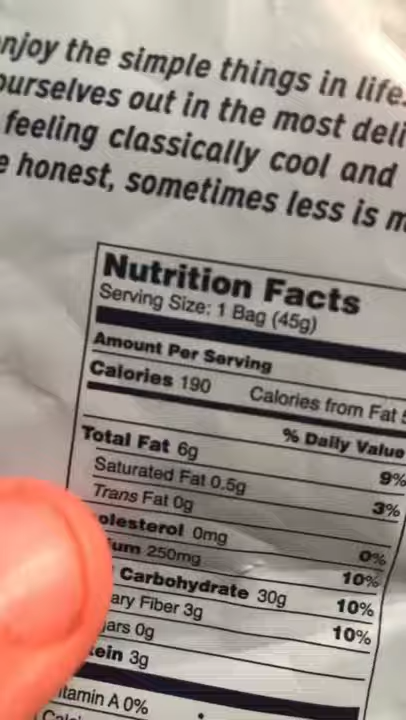 njoy the simple things in life.
ourselves out in the most deli
feeling classically cool and
e honest, sometimes less is m
Nutrition Facts
Serving Size: 1 Bag (45g)
Amount Per Serving
Calories 190 Calories from Fat 5
% Daily Value
Total Fat 6g 9%
Saturated Fat 0.5g 3%
Trans Fat 0g
olesterol 0mg 0%
um 250mg 10%
Carbohydrate 30g 10%
ary Fiber 3g 10%
ars 0g
tein 3g
itamin A 0% •